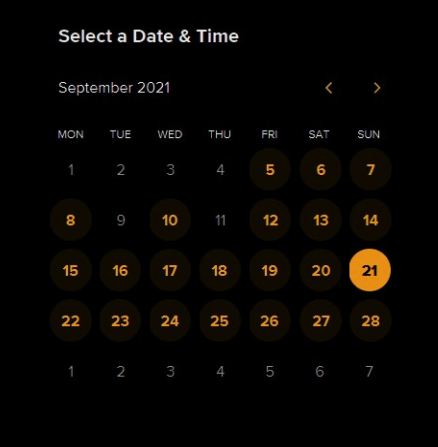 Select a Date & Time
September 2021
MON TUE WED THU FRI SAT SUN
1 2 3 4 5 6 7
8 9 10 11 12 13 14
15 16 17 18 19 20 21
22 23 24 25 26 27 28
1 2 3 4 5 6 7